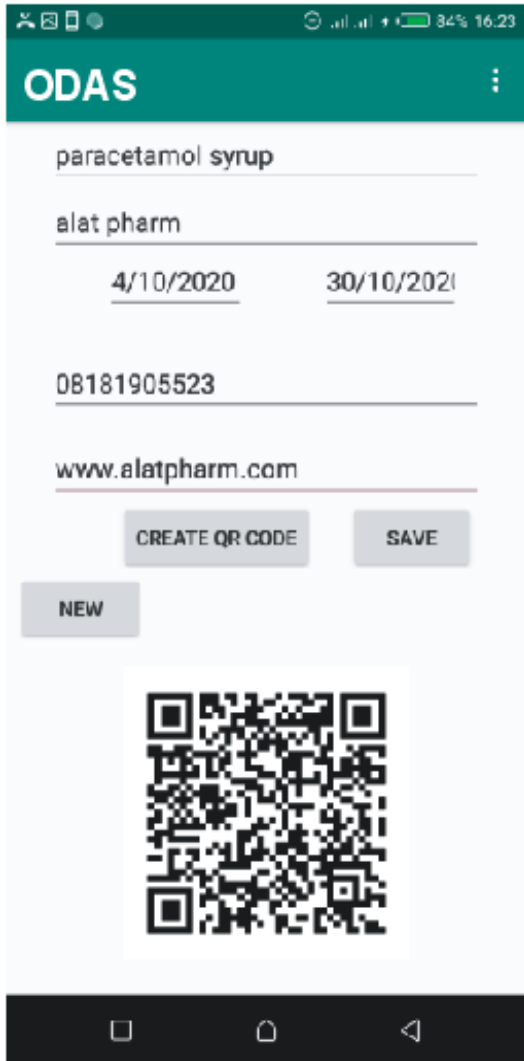 84% 16:23
ODAS
paracetamol syrup
alat pharm
4/10/2020 30/10/202
08181905523
www.alatpharm.com
CREATE QR CODE SAVE
NEW